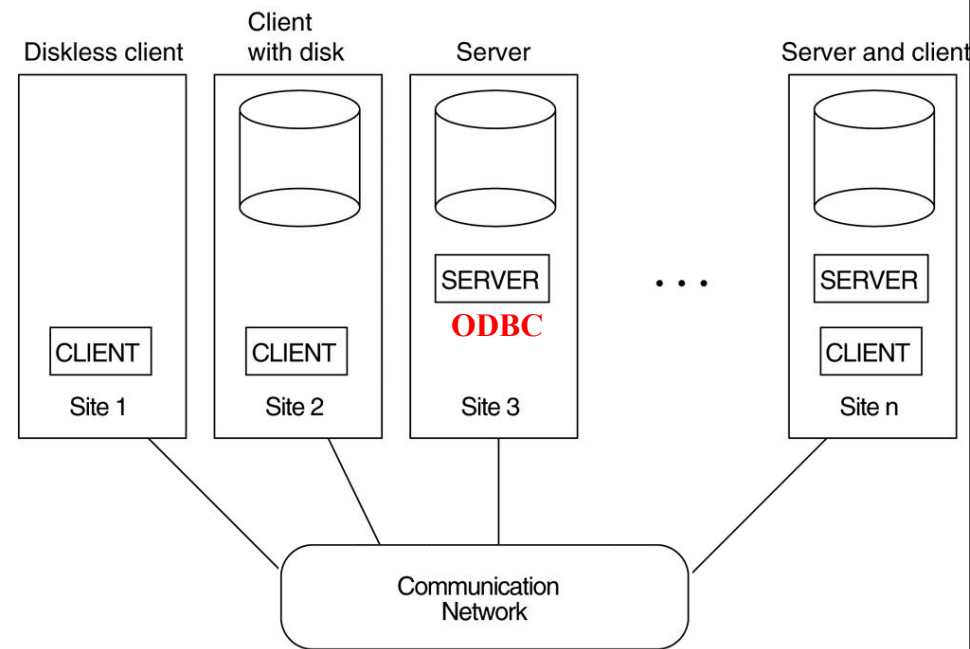 Diskless client
Client
with disk
Server
Server and client
SERVER
SERVER
ODBC
CLIENT
CLIENT
CLIENT
Site 1
Site 2
Site 3
Site n
Communication
Network